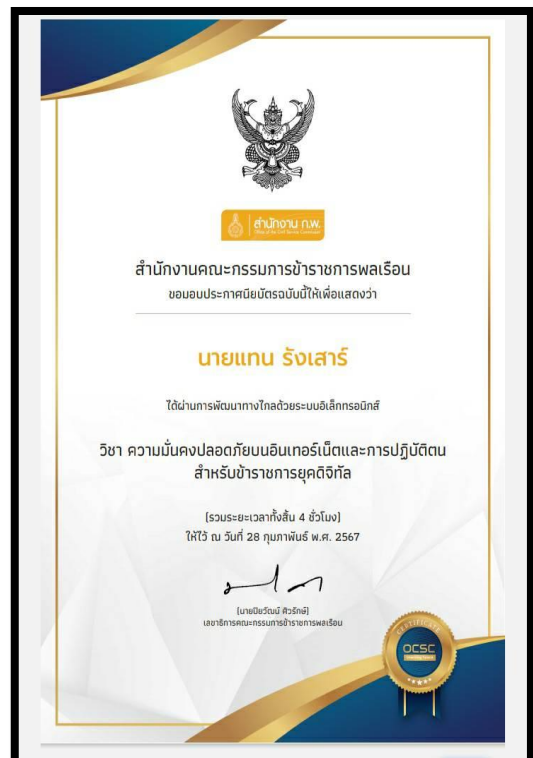 สำนักงาน ก.พ.
Office of the Civil Service Commission
สำนักงานคณะกรรมการข้าราชการพลเรือน
ขอมอบประกาศนียบัตรฉบับนี้ให้เพื่อแสดงว่า
นายแทน รังเสาร์
ได้ผ่านการพัฒนาทางไกลด้วยระบบอิเล็กทรอนิกส์
วิชา ความมั่นคงปลอดภัยบนอินเทอร์เน็ตและการปฏิบัติตน
สำหรับข้าราชการยุคดิจิทัล
(รวมระยะเวลาทั้งสิ้น 4 ชั่วโมง)
ให้ไว้ ณ วันที่ 28 กุมภาพันธ์ พ.ศ. 2567
(นายปิยวัฒน์ ศิวรักษ์)
เลขาธิการคณะกรรมการข้าราชการพลเรือน
CERTIFICATE
OCSC